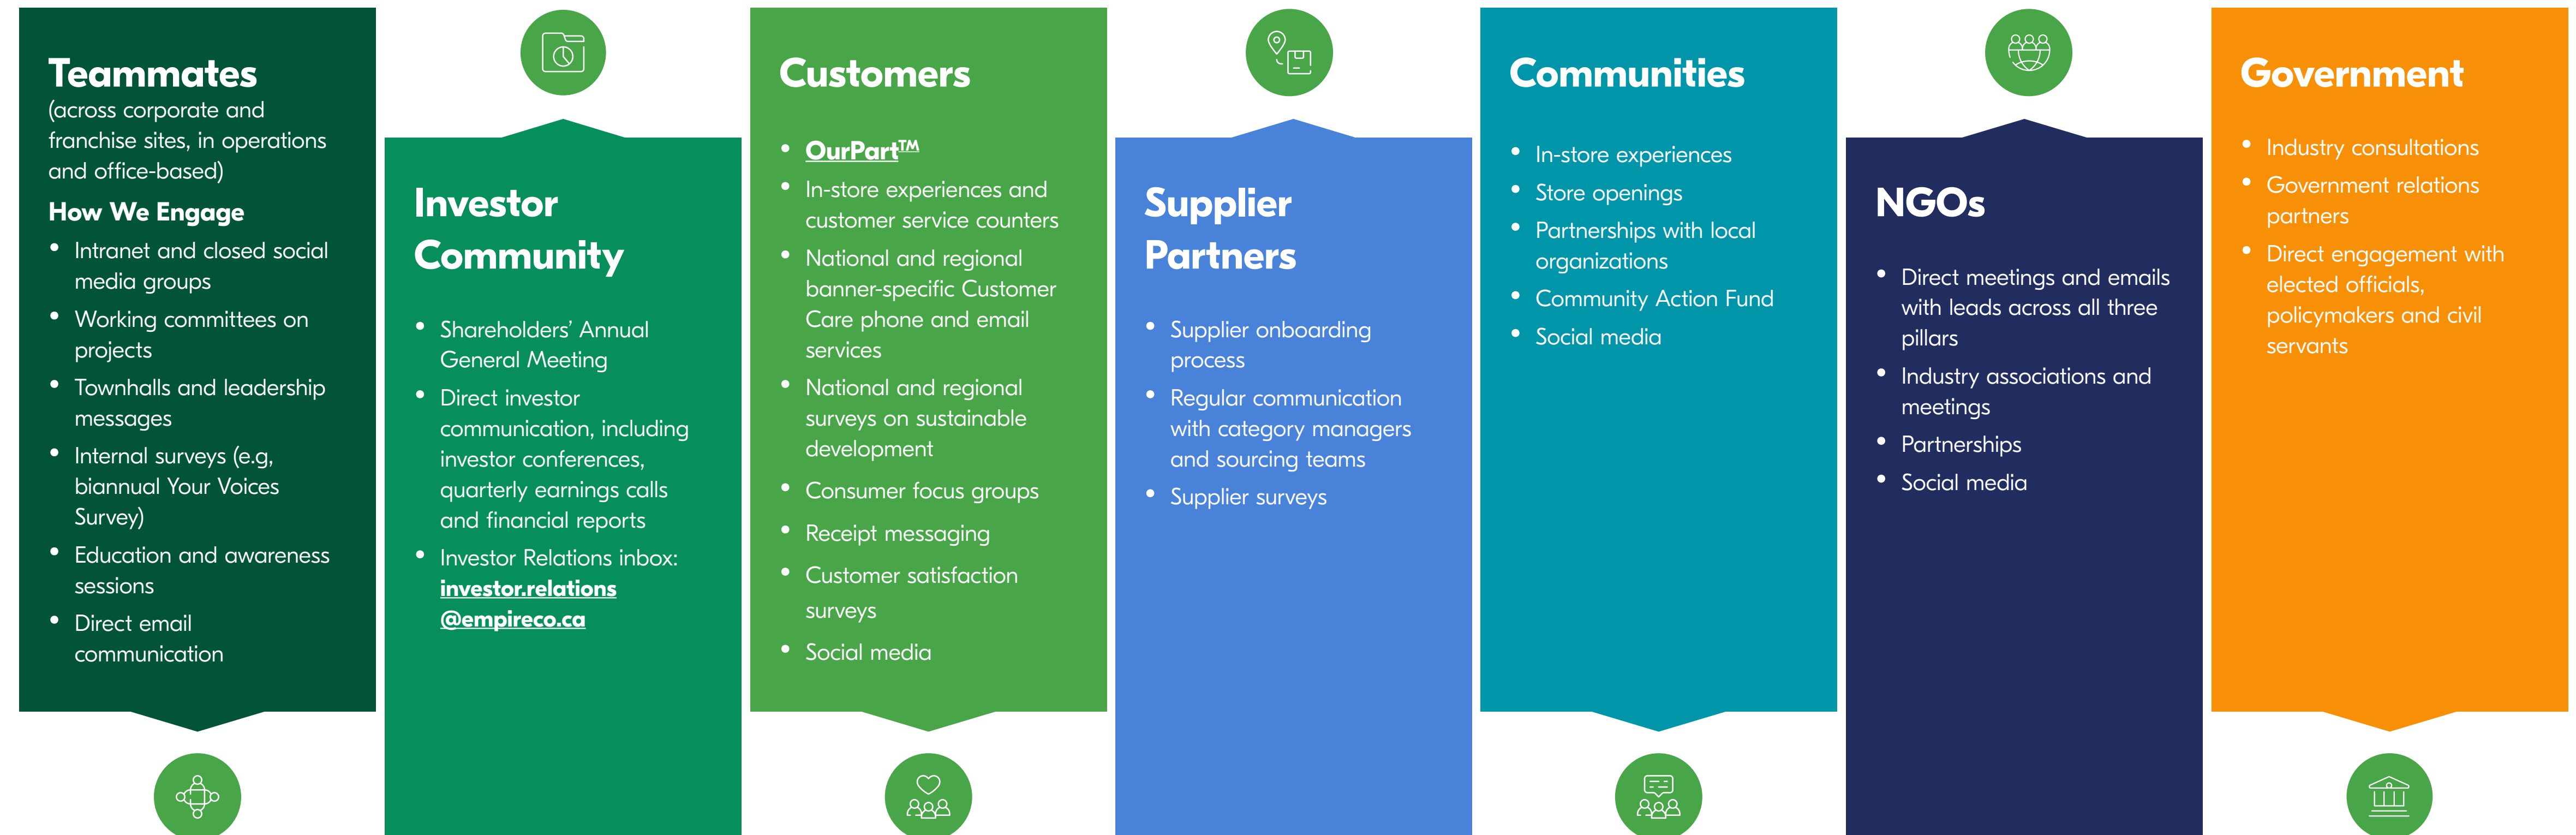 Teammates
(across corporate and
franchise sites, in operations
and office-based)
How We Engage
• Intranet and closed social
media groups
• Working committees on
projects
• Townhalls and leadership
messages
• Internal surveys (e.g,
biannual Your Voices
Survey)
• Education and awareness
sessions
• Direct email
communication
Investor
Community
• Shareholders’ Annual
General Meeting
• Direct investor
communication, including
investor conferences,
quarterly earnings calls
and financial reports
• Investor Relations inbox:
investor.relations
@empireco.ca
Customers
• OurPart™
• In-store experiences and
customer service counters
• National and regional
banner-specific Customer
Care phone and email
services
• National and regional
surveys on sustainable
development
• Consumer focus groups
• Receipt messaging
• Customer satisfaction
surveys
• Social media
Supplier
Partners
• Supplier onboarding
process
• Regular communication
with category managers
and sourcing teams
• Supplier surveys
Communities
• In-store experiences
• Store openings
• Partnerships with local
organizations
• Community Action Fund
• Social media
NGOs
• Direct meetings and emails
with leads across all three
pillars
• Industry associations and
meetings
• Partnerships
• Social media
Government
• Industry consultations
• Government relations
partners
• Direct engagement with
elected officials,
policymakers and civil
servants